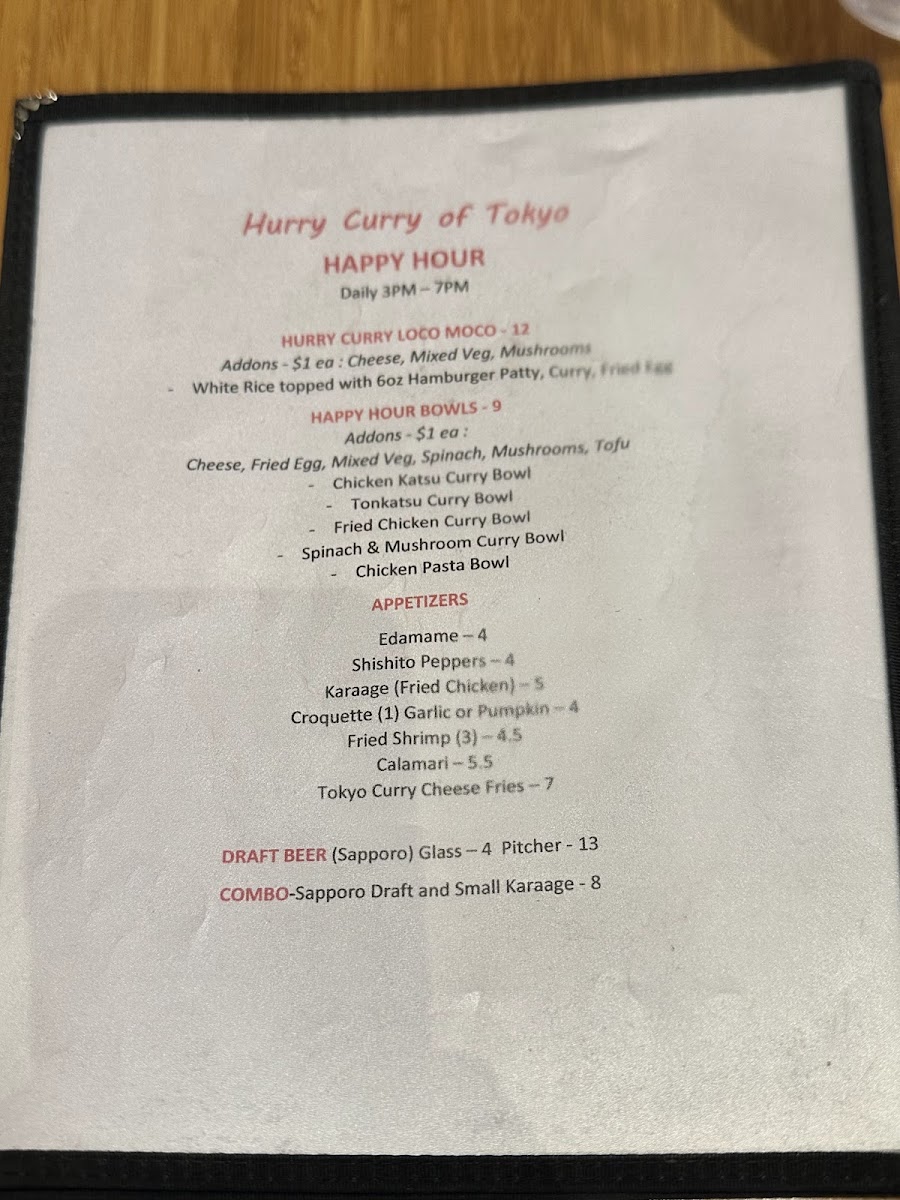 Hurry Curry of Tokyo
HAPPY HOUR
Daily 3PM – 7PM
HURRY CURRY LOCO MOCO - 12
Addons - $1 ea : Cheese, Mixed Veg, Mushrooms
- White Rice topped with 6oz Hamburger Patty, Curry, Fried Egg
HAPPY HOUR BOWLS - 9
Addons - $1 ea :
Cheese, Fried Egg, Mixed Veg, Spinach, Mushrooms, Tofu
- Chicken Katsu Curry Bowl
- Tonkatsu Curry Bowl
- Fried Chicken Curry Bowl
- Spinach & Mushroom Curry Bowl
- Chicken Pasta Bowl
APPETIZERS
Edamame – 4
Shishito Peppers – 4
Karaage (Fried Chicken) – 5
Croquette (1) Garlic or Pumpkin – 4
Fried Shrimp (3) – 4.5
Calamari – 5.5
Tokyo Curry Cheese Fries – 7
DRAFT BEER (Sapporo) Glass – 4 Pitcher - 13
COMBO-Sapporo Draft and Small Karaage - 8